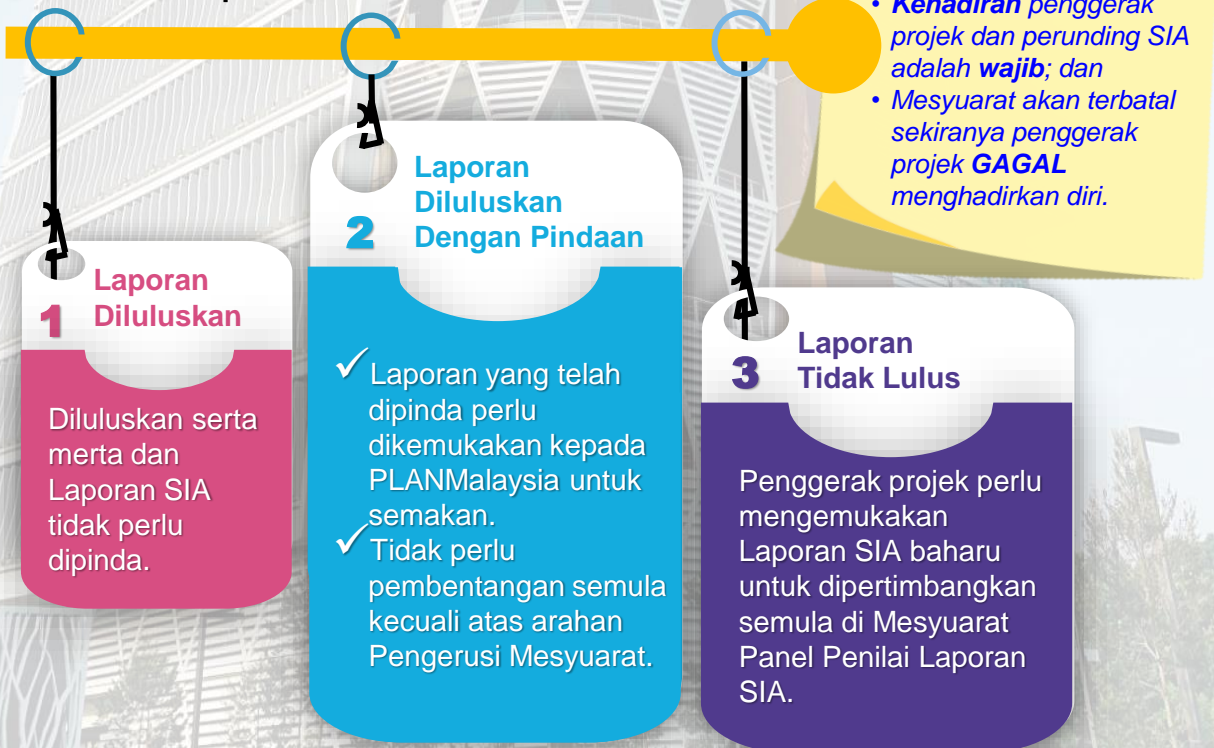 • Kehadiran penggerak
projek dan perunding SIA
adalah wajib; dan
• Mesyuarat akan terbatal
sekiranya penggerak
projek GAGAL
menghadirkan diri.
1
Laporan
Diluluskan
Diluluskan serta
merta dan
Laporan SIA
tidak perlu
dipinda.
2
Laporan
Diluluskan
Dengan Pindaan
✓ Laporan yang telah
dipinda perlu
dikemukakan kepada
PLANMalaysia untuk
semakan.
✓ Tidak perlu
pembentangan semula
kecuali atas arahan
Pengerusi Mesyuarat.
3
Laporan
Tidak Lulus
Penggerak projek perlu
mengemukakan
Laporan SIA baharu
untuk dipertimbangkan
semula di Mesyuarat
Panel Penilai Laporan
SIA.